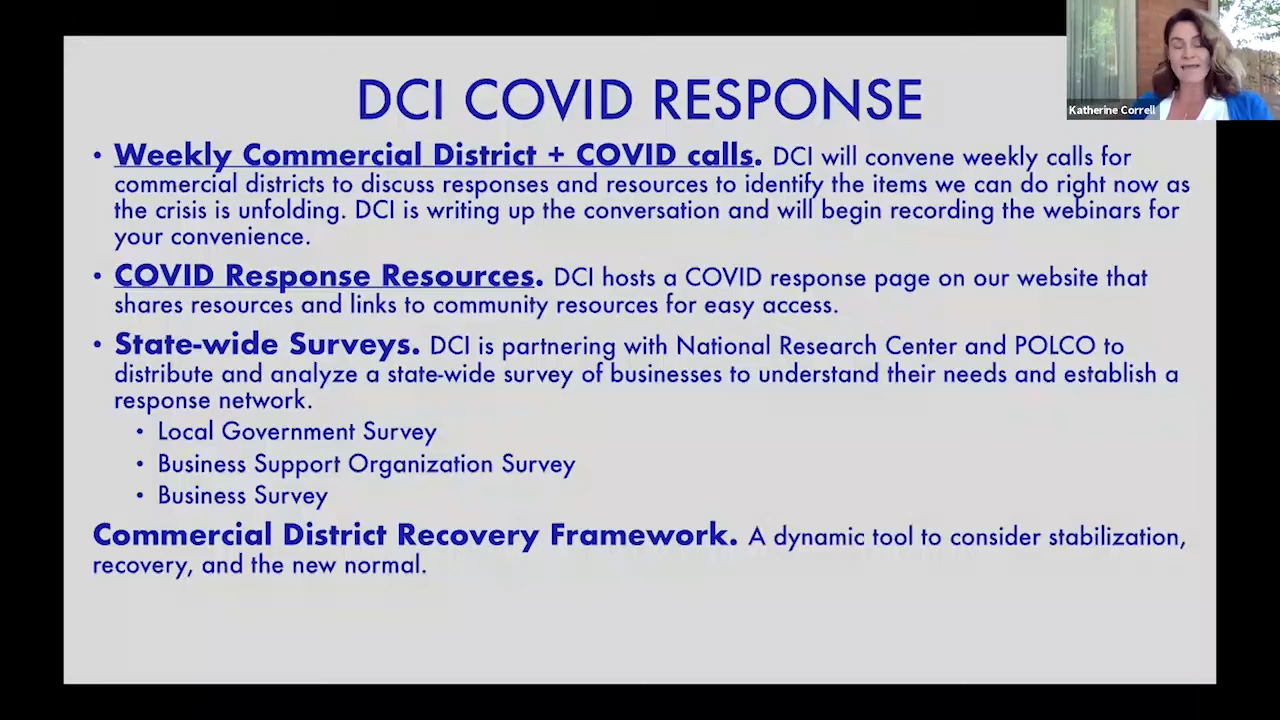 DCI COVID RESPONSE
Katherine Correll
• Weekly Commercial District + COVID calls. DCI will convene weekly calls for
commercial districts to discuss responses and resources to identify the items we can do right now as
the crisis is unfolding. DCI is writing up the conversation and will begin recording the webinars for
your convenience.
• COVID Response Resources. DCI hosts a COVID response page on our website that
shares resources and links to community resources for easy access.
• State-wide Surveys. DCI is partnering with National Research Center and POLCO to
distribute and analyze a state-wide survey of businesses to understand their needs and establish a
response network.
• Local Government Survey
• Business Support Organization Survey
• Business Survey
Commercial District Recovery Framework. A dynamic tool to consider stabilization,
recovery, and the new normal.